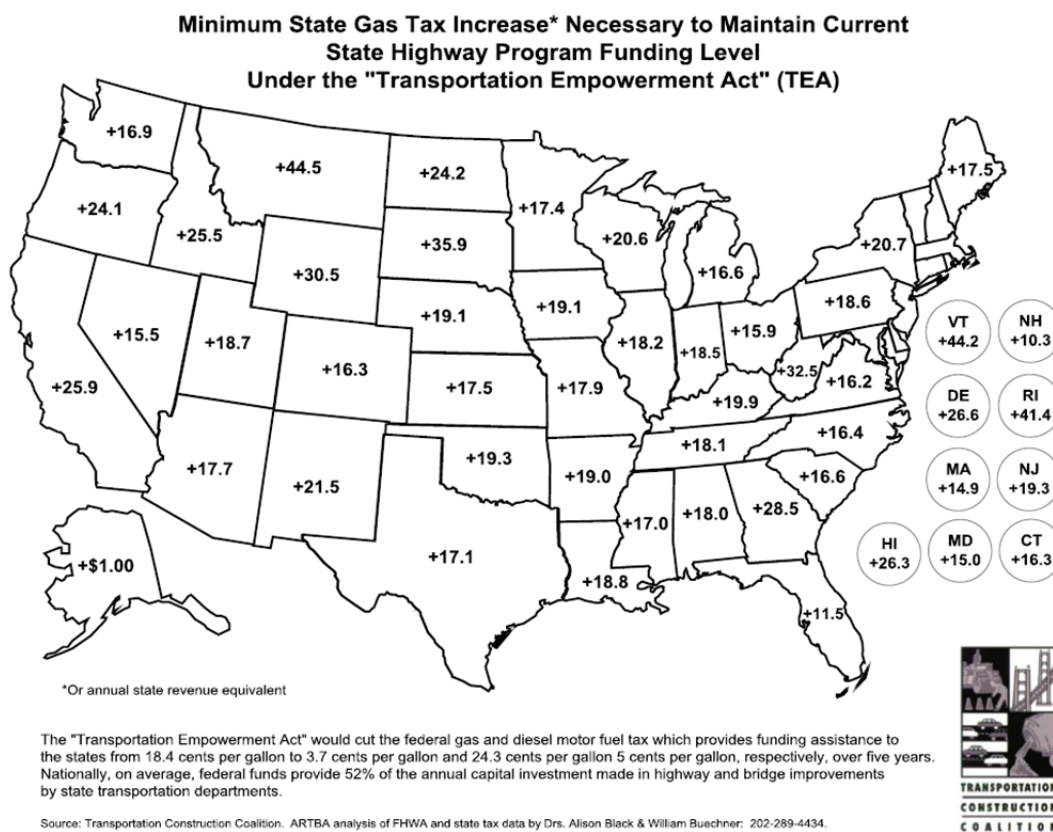 Minimum State Gas Tax Increase* Necessary to Maintain Current
State Highway Program Funding Level
Under the "Transportation Empowerment Act" (TEA)
+16.9
+44.5
+24.2
+17.4
+17.5
+24.1
+25.5
+35.9
+20.6
+20.7
+30.5
+16.6
+19.1
+19.1
+18.6
+15.5
+18.7
+18.2
+18.5
+15.9
VT
+44.2
NH
+10.3
+25.9
+16.3
+17.5
+17.9
+32.5
+16.2
+19.9
DE
+26.6
RI
+41.4
+17.7
+21.5
+19.3
+19.0
+18.1
+16.4
+16.6
MA
+14.9
NJ
+19.3
+17.0
+18.0
+28.5
HI
+26.3
MD
+15.0
CT
+16.3
+$1.00
+17.1
+18.8
+11.5
*Or annual state revenue equivalent
The "Transportation Empowerment Act" would cut the federal gas and diesel motor fuel tax which provides funding assistance to
the states from 18.4 cents per gallon to 3.7 cents per gallon and 24.3 cents per gallon 5 cents per gallon, respectively, over five years.
Nationally, on average, federal funds provide 52% of the annual capital investment made in highway and bridge improvements
by state transportation departments.
Source: Transportation Construction Coalition. ARTBA analysis of FHWA and state tax data by Drs. Alison Black & William Buechner: 202-289-4434.
TRANSPORTATION
CONSTRUCTION
COALITION